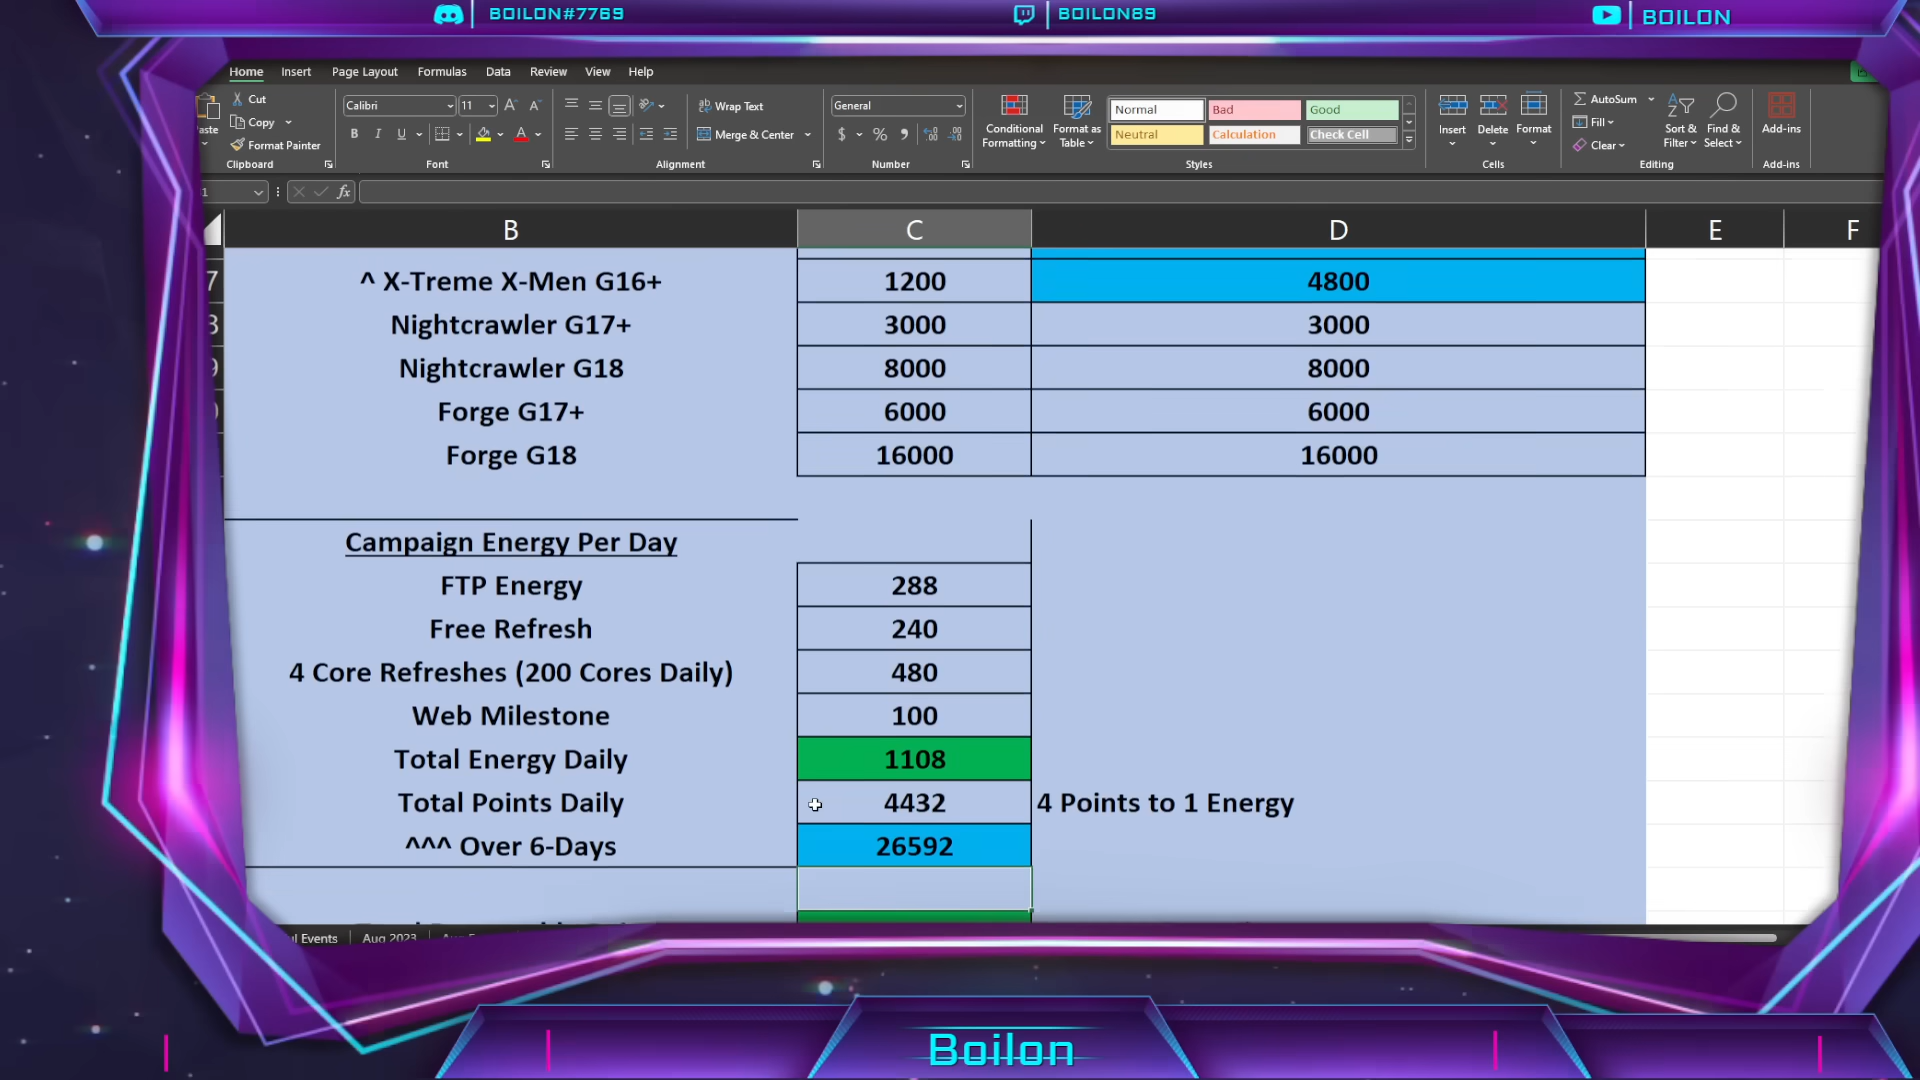 BOILON#7769
BOILON89
BOILON
Home Insert Page Layout Formulas Data Review View Help
Cut
Copy
Format Painter
Clipboard
Calibri 11
B I U
Font
Wrap Text
Merge & Center
Alignment
General
$ % 
Number
Conditional Formatting
Format as Table
Normal Bad Good
Neutral Calculation Check Cell
Styles
Insert Delete Format
Cells
AutoSum
Fill
Clear
Sort & Filter
Find & Select
Editing
Add-ins
Add-ins
fx
B C D E F
7 ^ X-Treme X-Men G16+ 1200 4800
8 Nightcrawler G17+ 3000 3000
9 Nightcrawler G18 8000 8000
Forge G17+ 6000 6000
Forge G18 16000 16000
Campaign Energy Per Day
FTP Energy 288
Free Refresh 240
4 Core Refreshes (200 Cores Daily) 480
Web Milestone 100
Total Energy Daily 1108
Total Points Daily 4432 4 Points to 1 Energy
^^^ Over 6-Days 26592
Events Aug 2023
Boilon